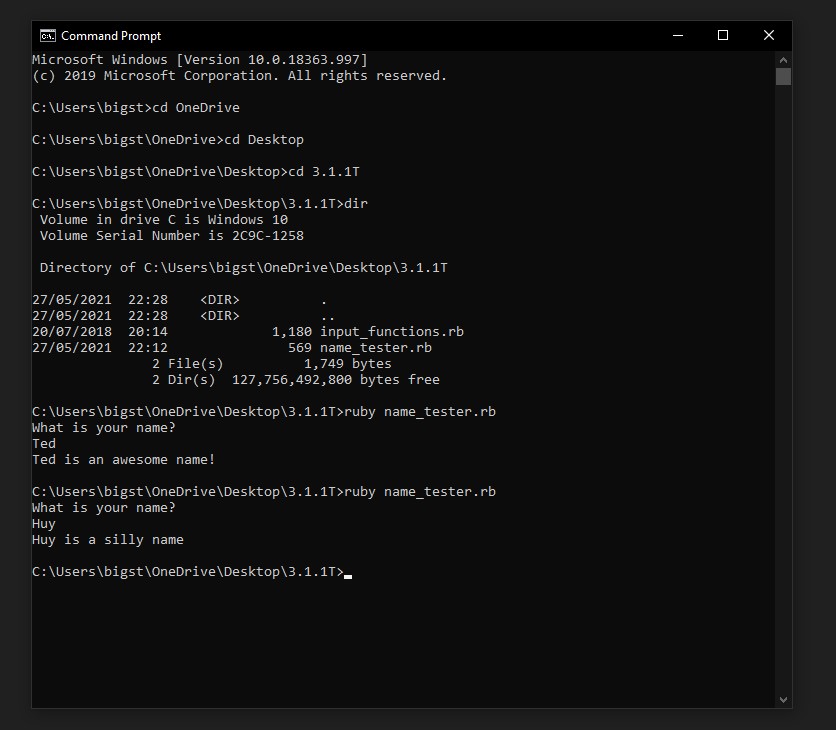 Command Prompt
Microsoft Windows [Version 10.0.18363.997]
(c) 2019 Microsoft Corporation. All rights reserved.
C:\Users\bigst>cd OneDrive
C:\Users\bigst\OneDrive>cd Desktop
C:\Users\bigst\OneDrive\Desktop>cd 3.1.1T
C:\Users\bigst\OneDrive\Desktop\3.1.1T>dir
 Volume in drive C is Windows 10
 Volume Serial Number is 2C9C-1258
 Directory of C:\Users\bigst\OneDrive\Desktop\3.1.1T
27/05/2021  22:28    <DIR>          .
27/05/2021  22:28    <DIR>          ..
20/07/2018  20:14             1,180 input_functions.rb
27/05/2021  22:12               569 name_tester.rb
               2 File(s)          1,749 bytes
               2 Dir(s)  127,756,492,800 bytes free
C:\Users\bigst\OneDrive\Desktop\3.1.1T>ruby name_tester.rb
What is your name?
Ted
Ted is an awesome name!
C:\Users\bigst\OneDrive\Desktop\3.1.1T>ruby name_tester.rb
What is your name?
Huy
Huy is a silly name
C:\Users\bigst\OneDrive\Desktop\3.1.1T>